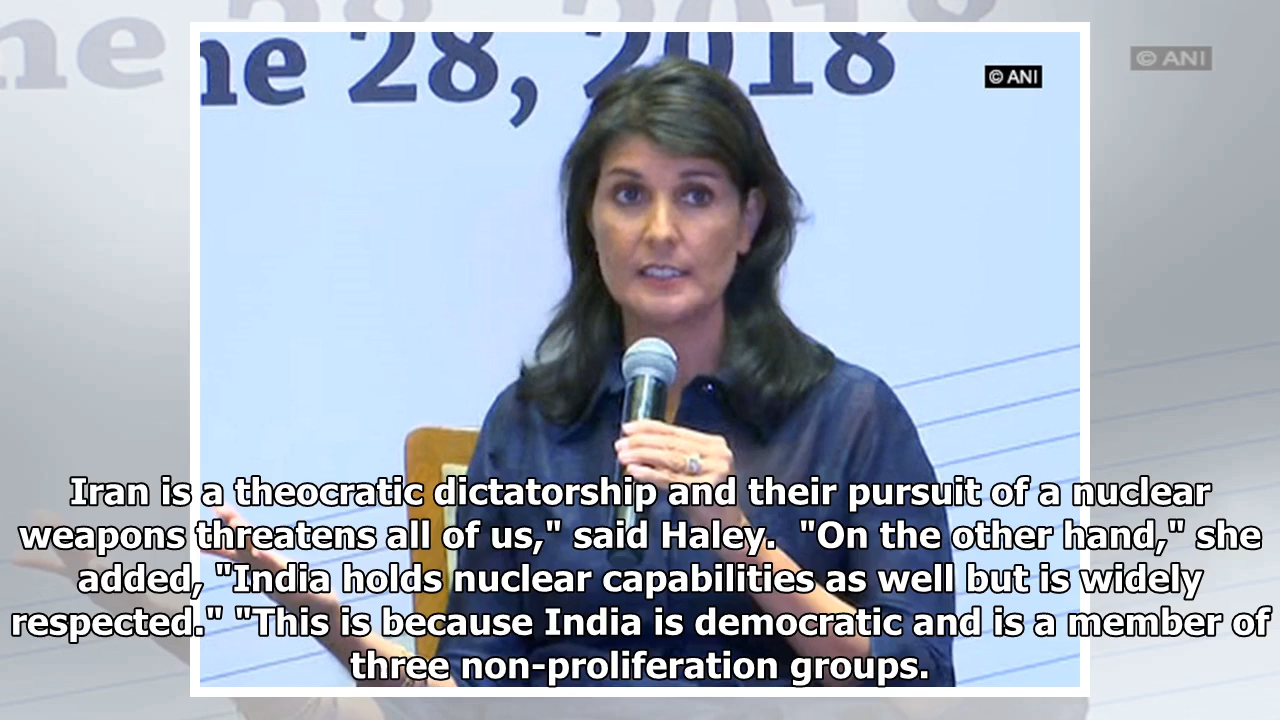 ne 28, 2018
© ANI
© ANI
Iran is a theocratic dictatorship and their pursuit of a nuclear
weapons threatens all of us," said Haley.  "On the other hand," she
added, "India holds nuclear capabilities as well but is widely
respected." "This is because India is democratic and is a member of
three non-proliferation groups.